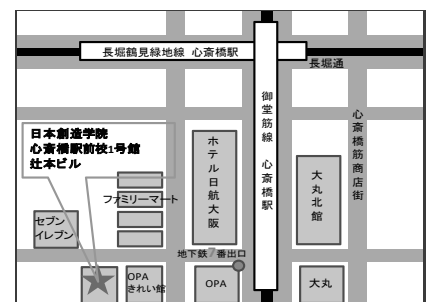 長堀鶴見緑地線 心斎橋駅
長堀通
御堂筋線 心斎橋駅
心斎橋筋商店街
日本創造学院
心斎橋駅前校1号館
辻本ビル
ホテル日航大阪
大丸北館
ファミリーマート
セブン
イレブン
地下鉄7番出口
OPA
きれい館
OPA
大丸